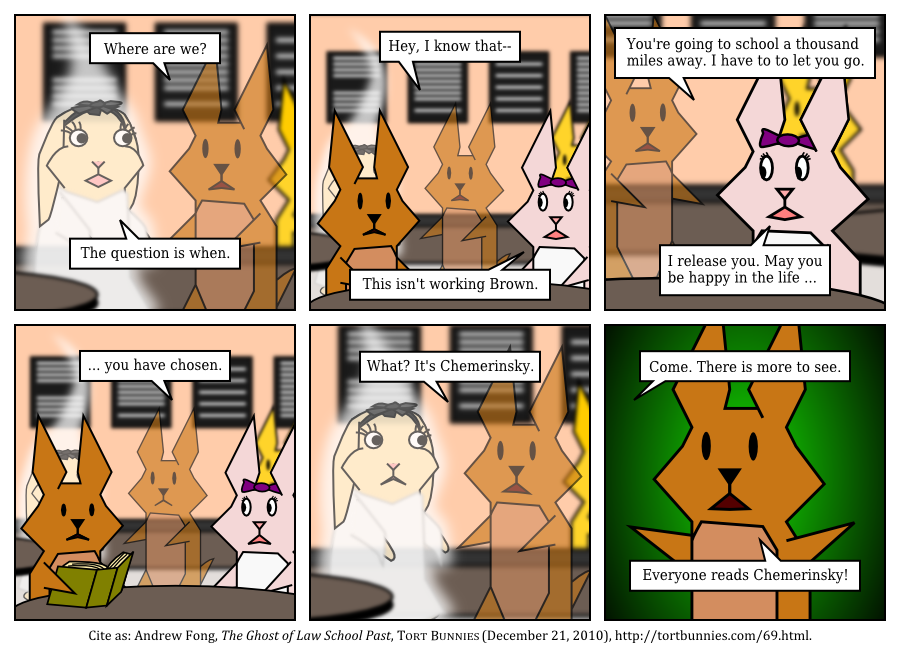 Where are we?
The question is when.
Hey, I know that--
This isn't working Brown.
You're going to school a thousand
miles away. I have to to let you go.
I release you. May you
be happy in the life ...
... you have chosen.
What? It's Chemerinsky.
Come. There is more to see.
Everyone reads Chemerinsky!
Cite as: Andrew Fong, The Ghost of Law School Past, TORT BUNNIES (December 21, 2010), http://tortbunnies.com/69.html.